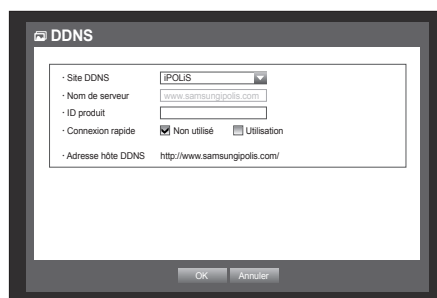 DDNS
· Site DDNS iPOLiS
· Nom de serveur www.samsungipolis.com
· ID produit
· Connexion rapide Non utilisé Utilisation
· Adresse hôte DDNS http://www.samsungipolis.com/
OK Annuler